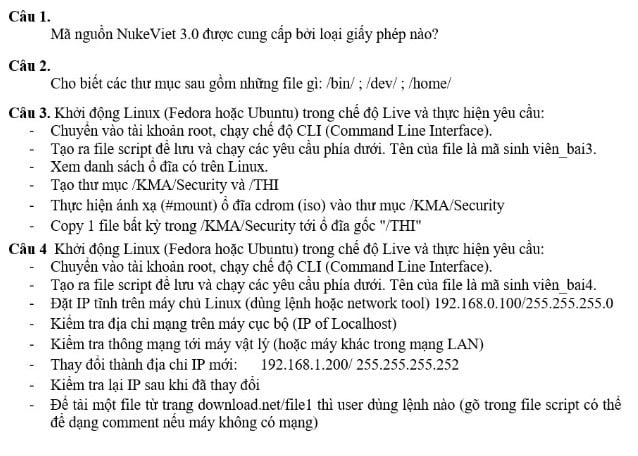 Câu 1.
Mã nguồn NukeViet 3.0 được cung cấp bởi loại giấy phép nào?
Câu 2.
Cho biết các thư mục sau gồm những file gì: /bin/ ; /dev/ ; /home/
Câu 3. Khởi động Linux (Fedora hoặc Ubuntu) trong chế độ Live và thực hiện yêu cầu:
- Chuyển vào tài khoản root, chạy chế độ CLI (Command Line Interface).
- Tạo ra file script để lưu và chạy các yêu cầu phía dưới. Tên của file là mã sinh viên_bai3.
- Xem danh sách ổ đĩa có trên Linux.
- Tạo thư mục /KMA/Security và /THI
- Thực hiện ánh xạ (#mount) ổ đĩa cdrom (iso) vào thư mục /KMA/Security
- Copy 1 file bất kỳ trong /KMA/Security tới ổ đĩa gốc "/THI"
Câu 4 Khởi động Linux (Fedora hoặc Ubuntu) trong chế độ Live và thực hiện yêu cầu:
- Chuyển vào tài khoản root, chạy chế độ CLI (Command Line Interface).
- Tạo ra file script để lưu và chạy các yêu cầu phía dưới. Tên của file là mã sinh viên_bai4.
- Đặt IP tĩnh trên máy chủ Linux (dùng lệnh hoặc network tool) 192.168.0.100/255.255.255.0
- Kiểm tra địa chỉ mạng trên máy cục bộ (IP of Localhost)
- Kiểm tra thông mạng tới máy vật lý (hoặc máy khác trong mạng LAN)
- Thay đổi thành địa chỉ IP mới: 192.168.1.200/ 255.255.255.252
- Kiểm tra lại IP sau khi đã thay đổi
- Để tải một file từ trang download.net/file1 thì user dùng lệnh nào (gõ trong file script có thể
để dạng comment nếu máy không có mạng)